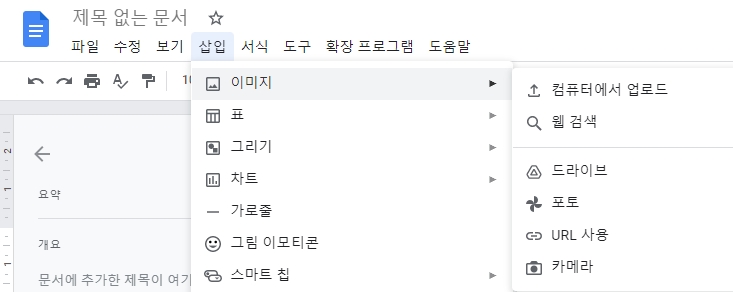 제목 없는 문서
파일 수정 보기 삽입 서식 도구 확장 프로그램 도움말
이미지
표
그리기
차트
가로줄
그림 이모티콘
스마트 칩
컴퓨터에서 업로드
웹 검색
드라이브
포토
URL 사용
카메라
요약
개요
문서에 추가한 제목이 여기
2
1
1